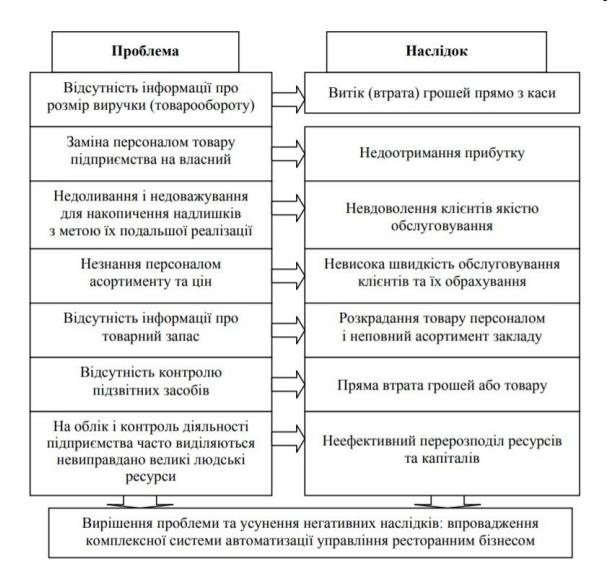 Проблема
Наслідок
Відсутність інформації про
розмір виручки (товарообороту)
Витік (втрата) грошей прямо з каси
Заміна персоналом товару
підприємства на власний
Недоотримання прибутку
Недоливання і недоважування
для накопичення надлишків
з метою їх подальшої реалізації
Невдоволення клієнтів якістю
обслуговування
Незнання персоналом
асортименту та цін
Невисока швидкість обслуговування
клієнтів та їх обрахування
Відсутність інформації про
товарний запас
Розкрадання товару персоналом
і неповний асортимент закладу
Відсутність контролю
підзвітних засобів
Пряма втрата грошей або товару
На облік і контроль діяльності
підприємства часто виділяються
невиправдано великі людські
ресурси
Неефективний перерозподіл ресурсів
та капіталів
Вирішення проблеми та усунення негативних наслідків: впровадження
комплексної системи автоматизації управління ресторанним бізнесом